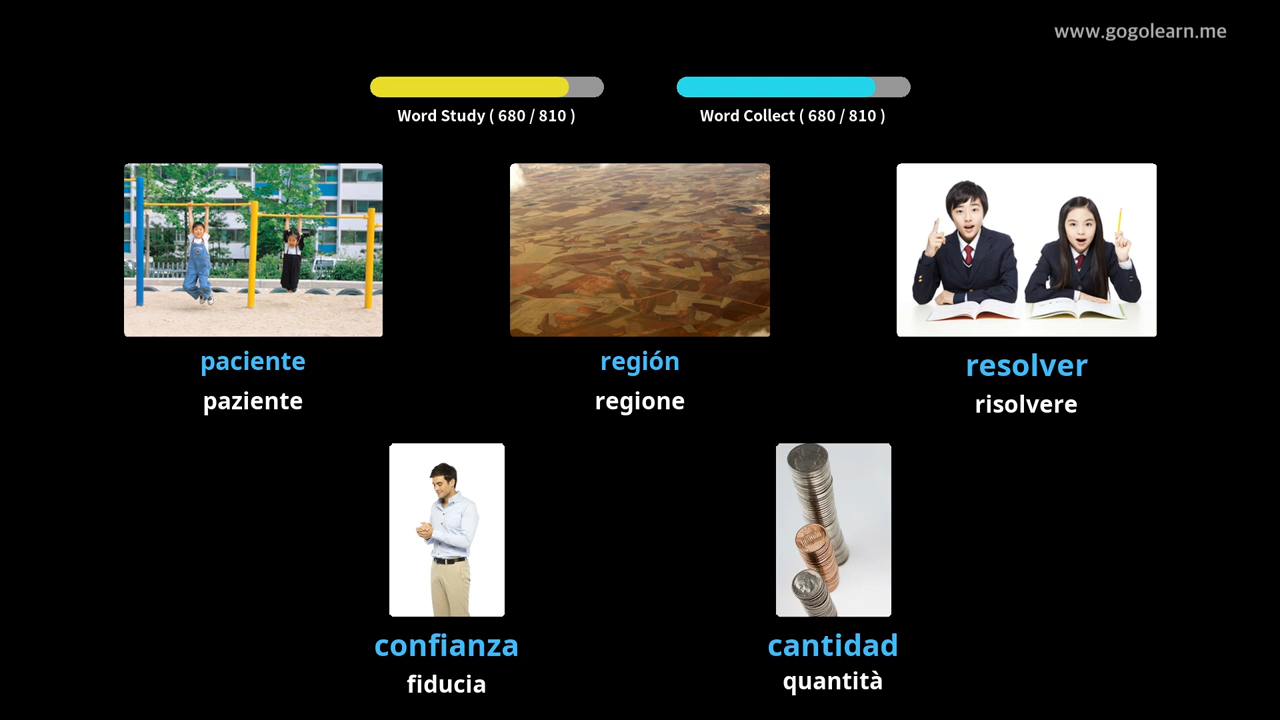 www.gogolearn.me
Word Study ( 680 / 810 )
Word Collect ( 680 / 810 )
paciente
región
resolver
paziente
regione
risolvere
confianza
cantidad
fiducia
quantità